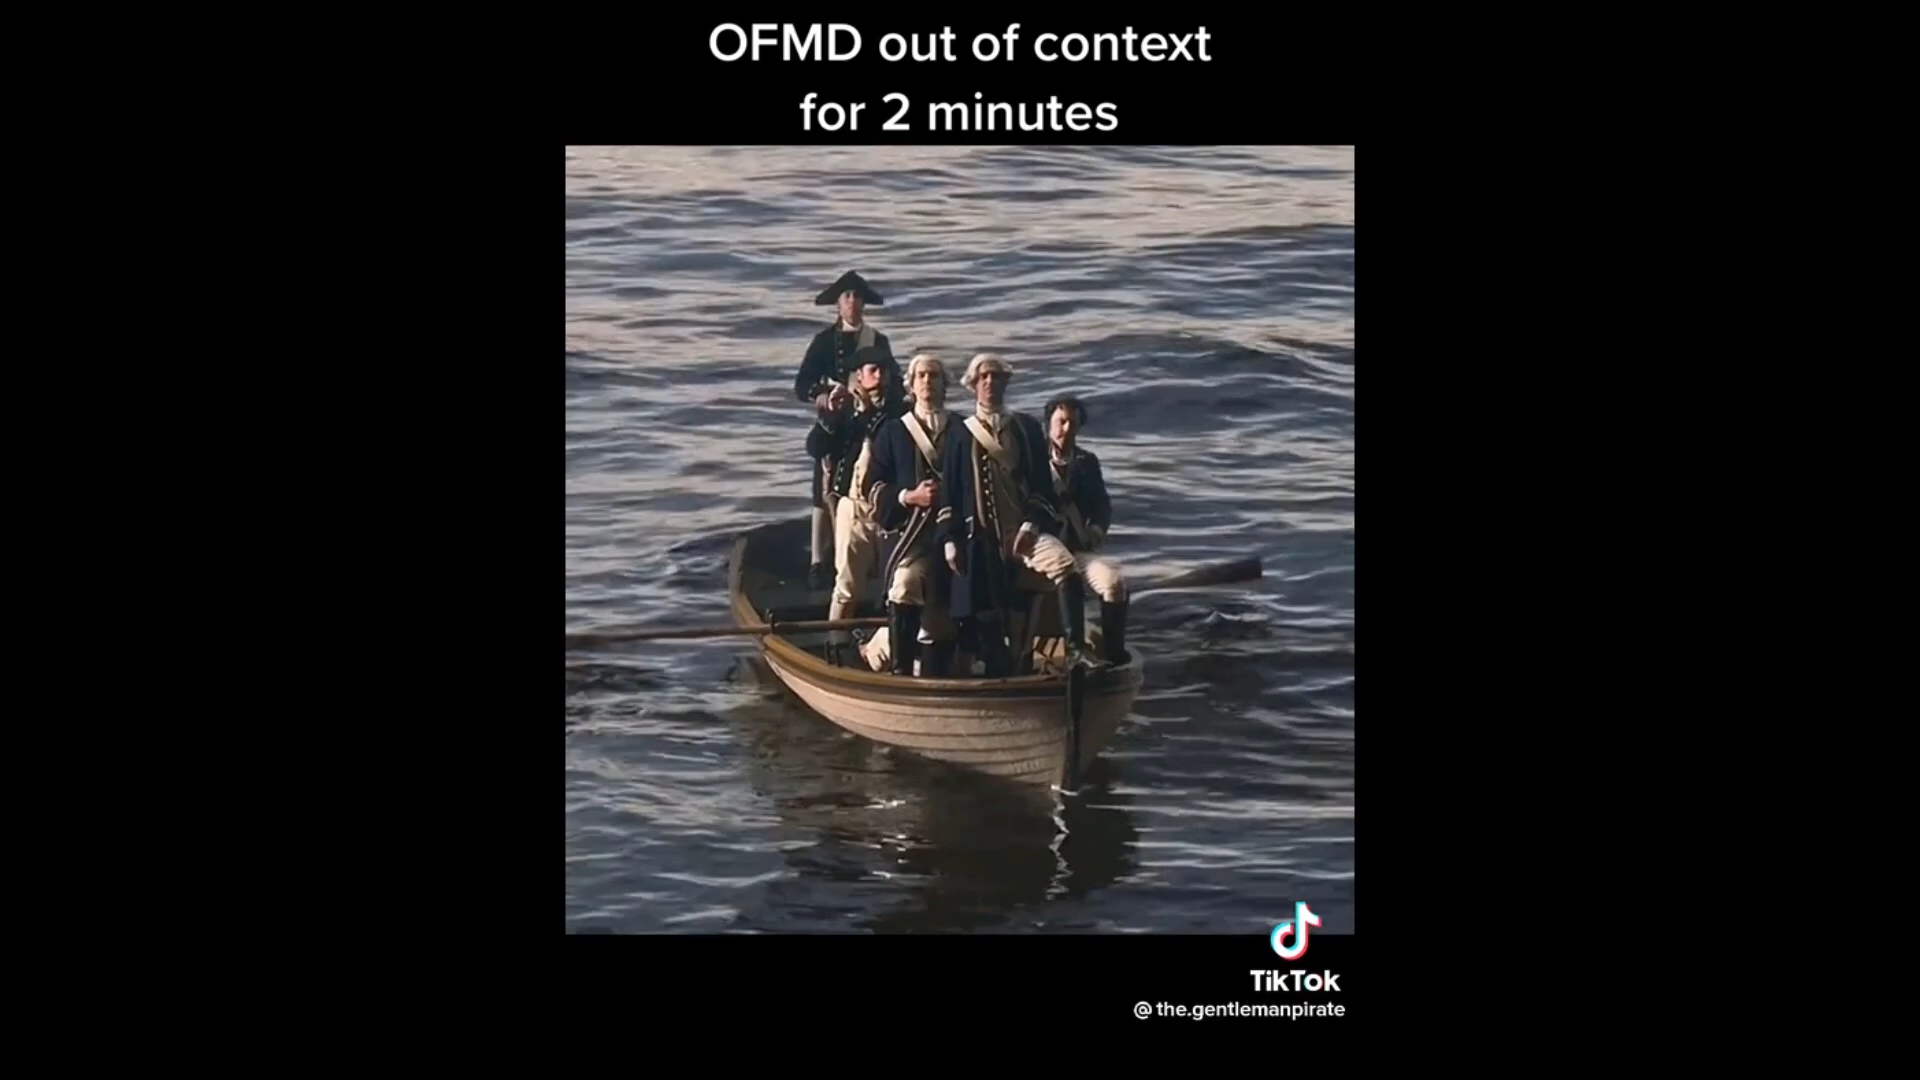 OFMD out of context
for 2 minutes
TikTok
@the.gentlemanpirate